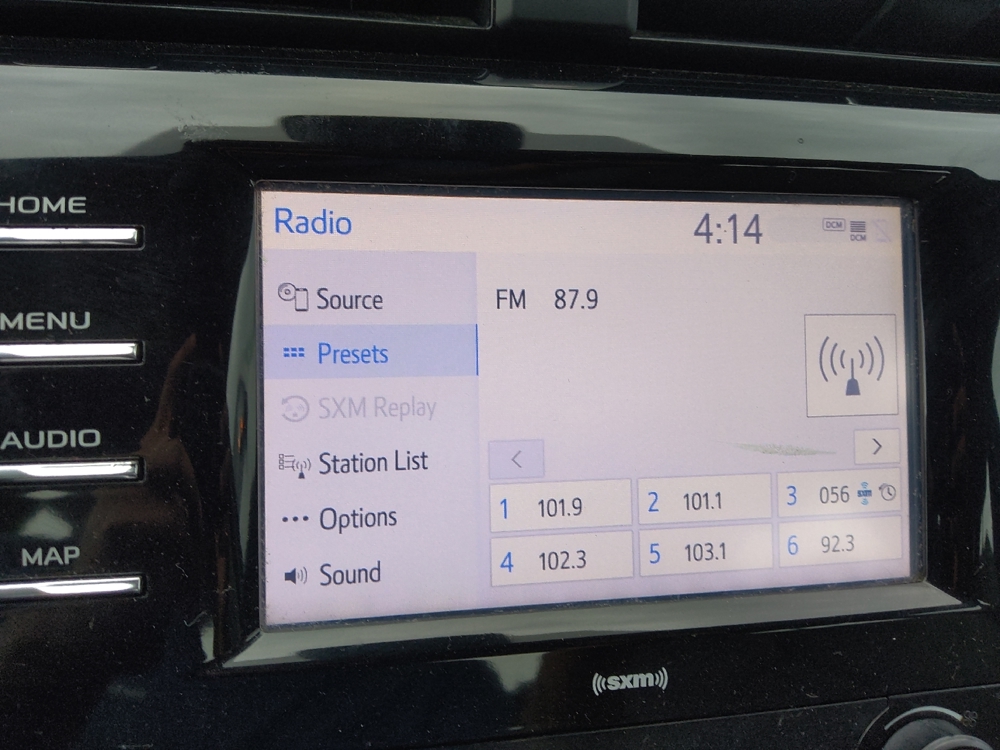 HOME
MENU
AUDIO
MAP
Radio
4:14
DCM
DCM
Source
Presets
SXM Replay
Station List
Options
Sound
FM 87.9
<
>
1 101.9
2 101.1
3 056 sxm
4 102.3
5 103.1
6 92.3
((sxm))